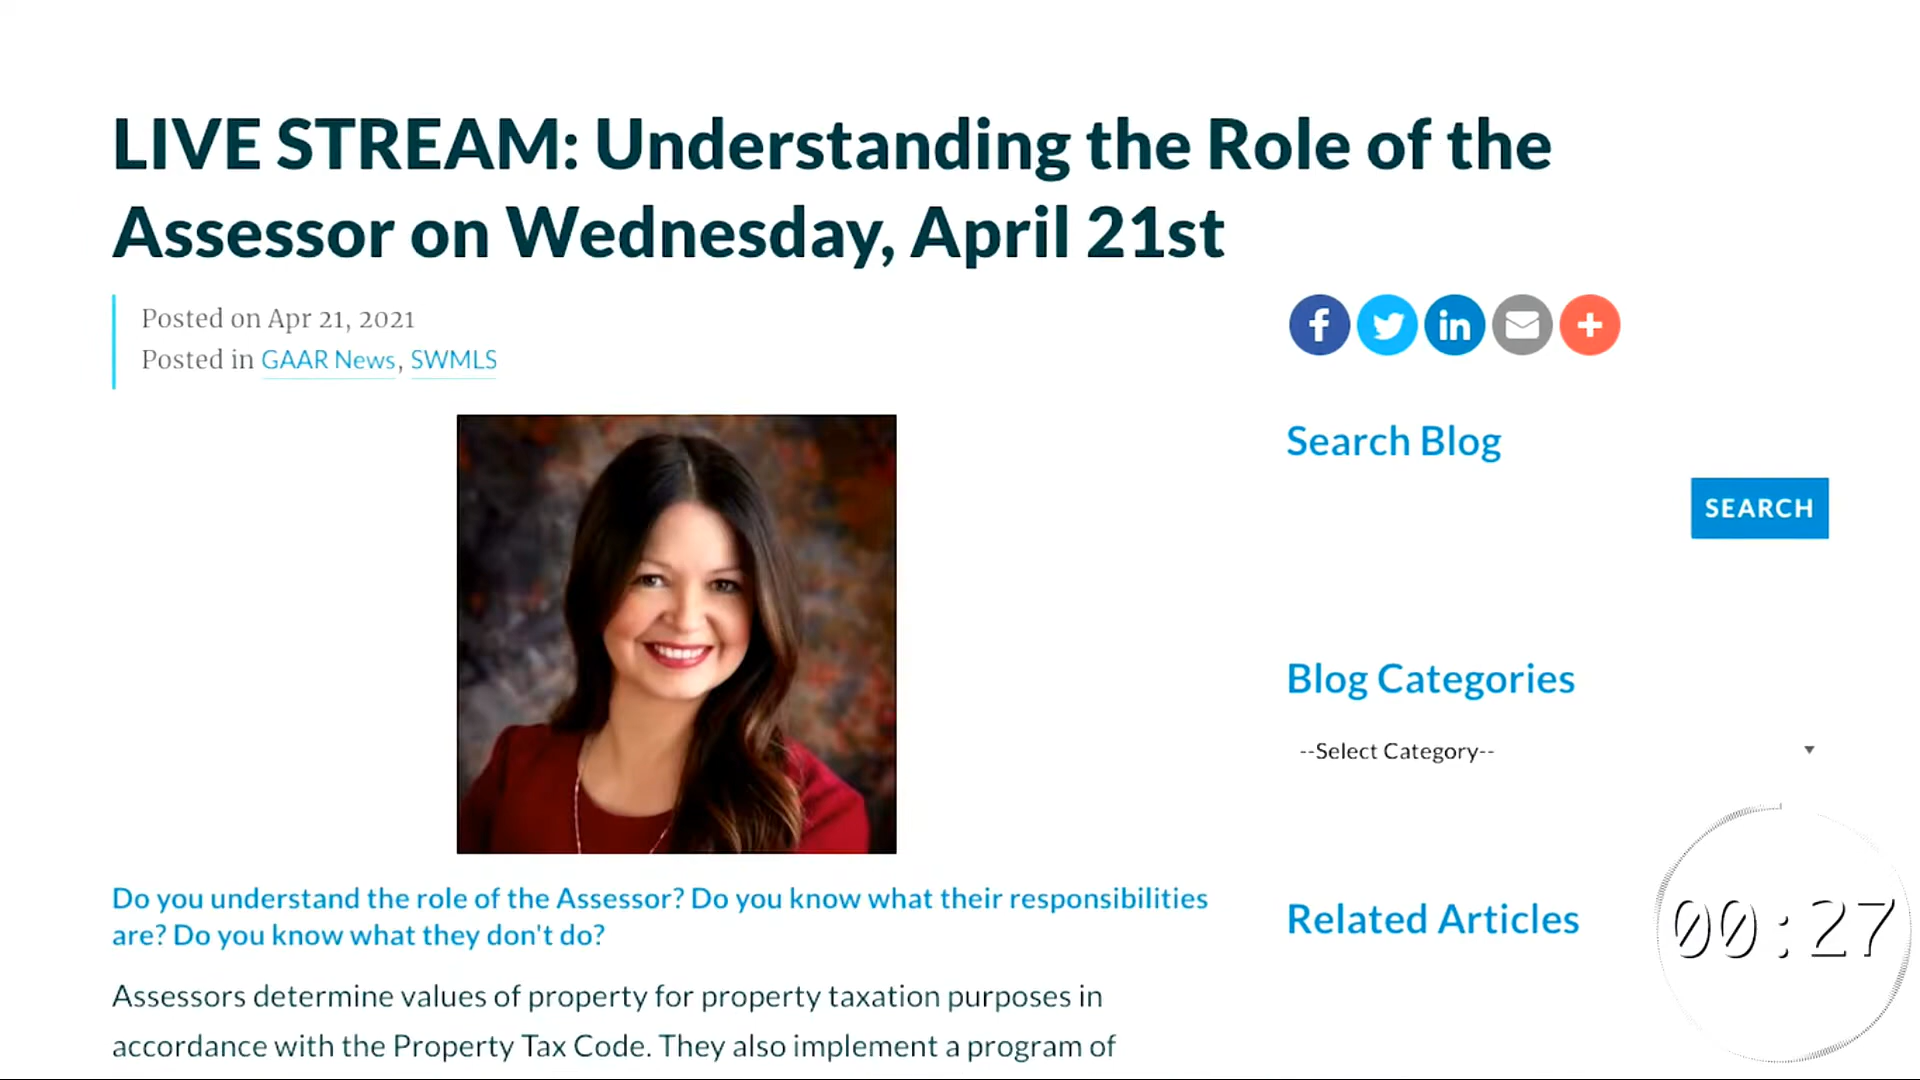 LIVE STREAM: Understanding the Role of the
Assessor on Wednesday, April 21st
Posted on Apr 21, 2021
Posted in GAAR News, SWMLS
Search Blog
SEARCH
Blog Categories
--Select Category--
Do you understand the role of the Assessor? Do you know what their responsibilities
are? Do you know what they don't do?
Related Articles
00:27
Assessors determine values of property for property taxation purposes in
accordance with the Property Tax Code. They also implement a program of